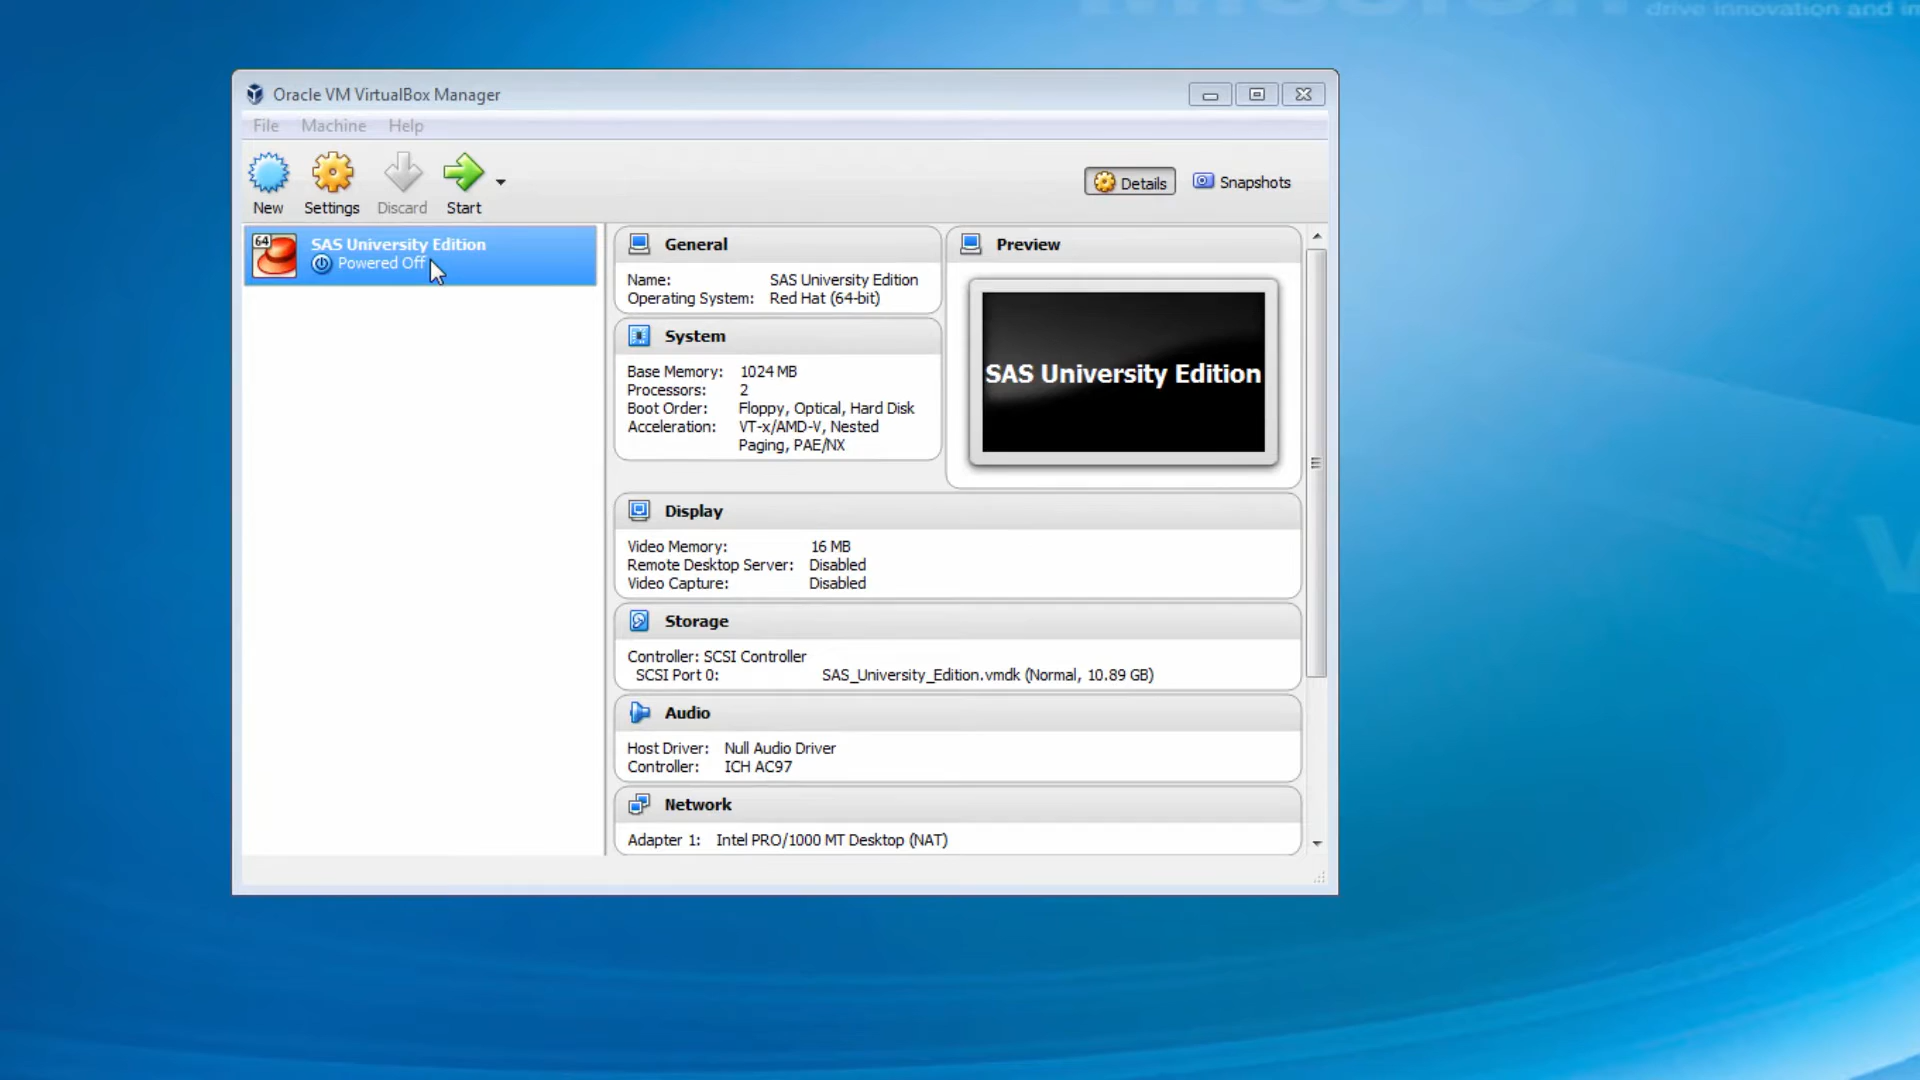 drive innovation and im
Oracle VM VirtualBox Manager
File Machine Help
New Settings Discard Start
Details Snapshots
64
SAS University Edition
Powered Off
General
Name: SAS University Edition
Operating System: Red Hat (64-bit)
System
Base Memory: 1024 MB
Processors: 2
Boot Order: Floppy, Optical, Hard Disk
Acceleration: VT-x/AMD-V, Nested
Paging, PAE/NX
Preview
SAS University Edition
Display
Video Memory: 16 MB
Remote Desktop Server: Disabled
Video Capture: Disabled
Storage
Controller: SCSI Controller
SCSI Port 0: SAS_University_Edition.vmdk (Normal, 10.89 GB)
Audio
Host Driver: Null Audio Driver
Controller: ICH AC97
Network
Adapter 1: Intel PRO/1000 MT Desktop (NAT)